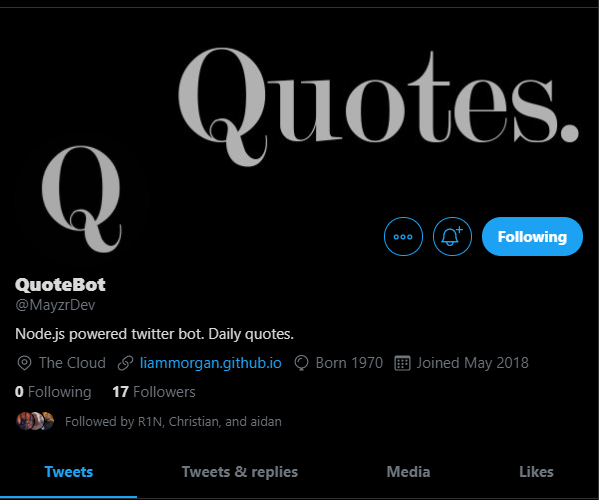 Quotes.
Q
Following
QuoteBot
@MayzrDev
Node.js powered twitter bot. Daily quotes.
The Cloud liammorgan.github.io Born 1970 Joined May 2018
0 Following 17 Followers
Followed by R1N, Christian, and aidan
Tweets Tweets & replies Media Likes